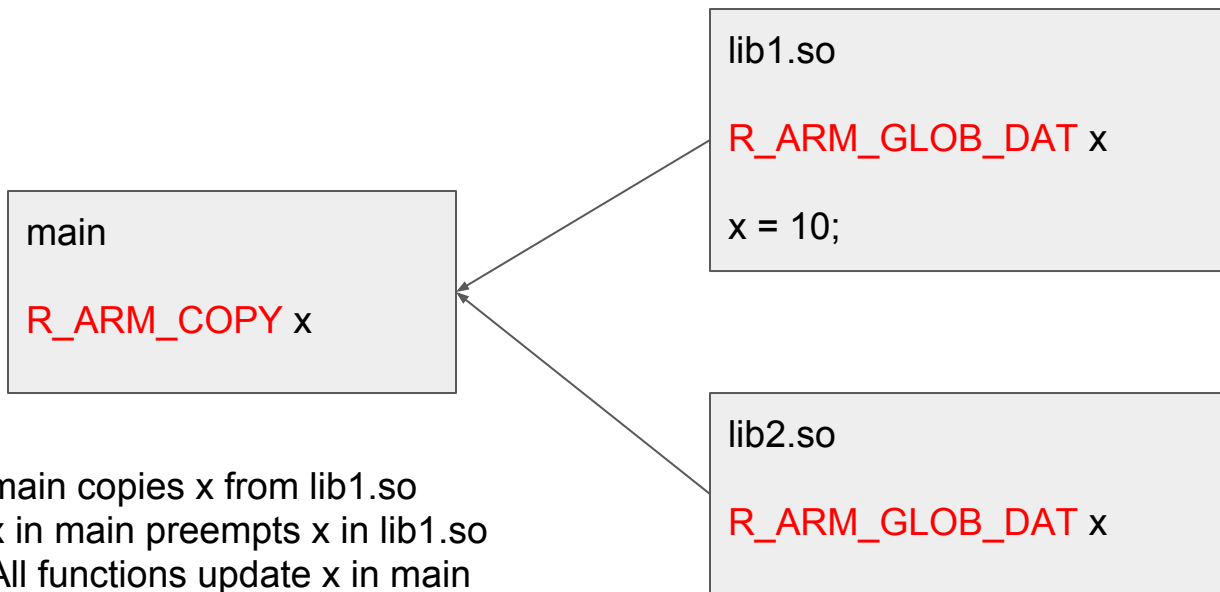 lib1.so
R_ARM_GLOB_DAT x
x = 10;
main
R_ARM_COPY x
lib2.so
R_ARM_GLOB_DAT x
main copies x from lib1.so
x in main preempts x in lib1.so
All functions update x in main